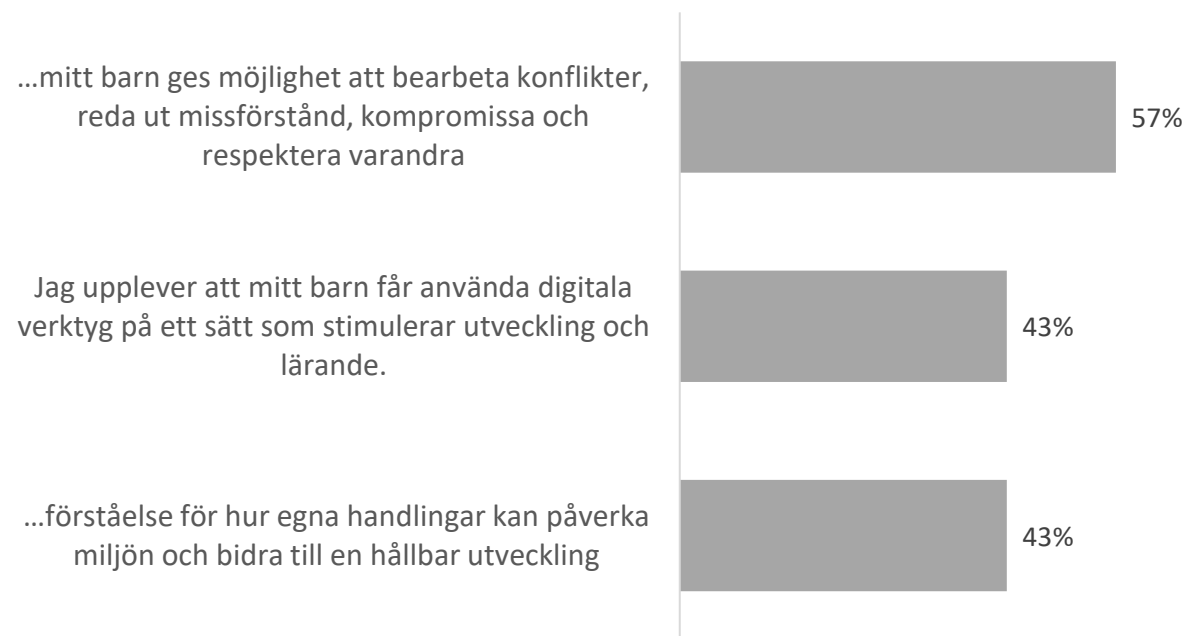 ...mitt barn ges möjlighet att bearbeta konflikter,
reda ut missförstånd, kompromissa och
respektera varandra
57%
Jag upplever att mitt barn får använda digitala
verktyg på ett sätt som stimulerar utveckling och
lärande.
43%
...förståelse för hur egna handlingar kan påverka
miljön och bidra till en hållbar utveckling
43%